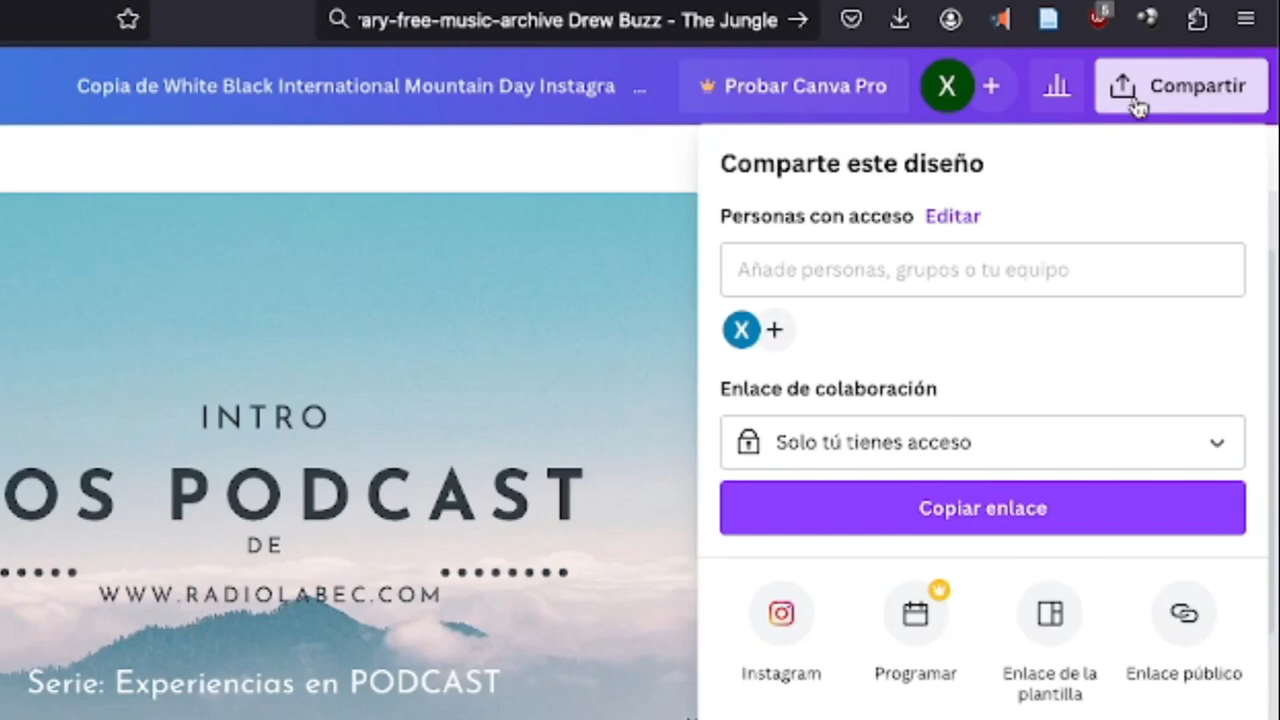 ary-free-music-archive Drew Buzz - The Jungle
5
Copia de White Black International Mountain Day Instagra ...
Probar Canva Pro
X
Compartir
Comparte este diseño
Personas con acceso Editar
Añade personas, grupos o tu equipo
X
Enlace de colaboración
Solo tú tienes acceso
Copiar enlace
Instagram
Programar
Enlace de la
plantilla
Enlace público
INTRO
OS PODCAST
DE
WWW.RADIOLABEC.COM
Serie: Experiencias en PODCAST